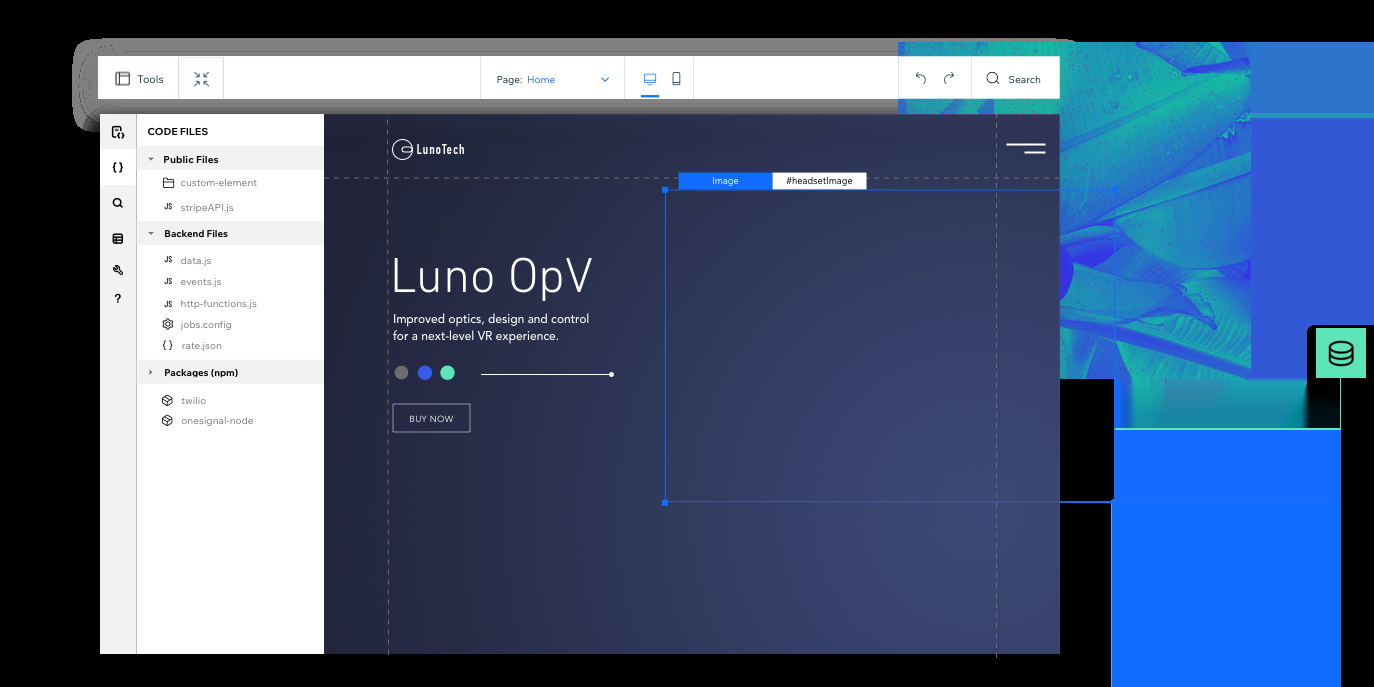 Tools
Page: Home
Search
CODE FILES
Public Files
custom-element
JS stripeAPI.js
Backend Files
JS data.js
JS events.js
JS http-functions.js
jobs.config
{} rate.json
Packages (npm)
twilio
onesignal-node
{}
?
LunoTech
Image #headsetImage
Luno OpV
Improved optics, design and control
for a next-level VR experience.
BUY NOW